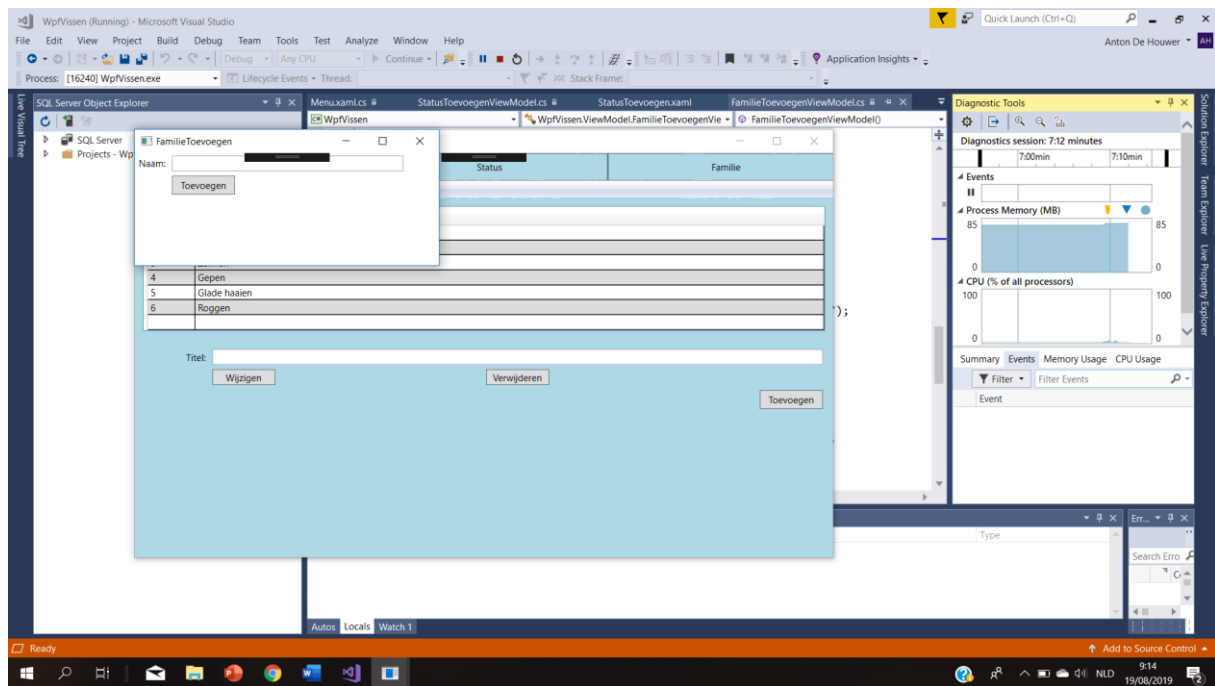 WpfVissen (Running) - Microsoft Visual Studio
Quick Launch (Ctrl+Q)
File Edit View Project Build Debug Team Tools Test Analyze Window Help
Anton De Houwer AH
Debug Any CPU Continue Application Insights
Process: [16240] WpfVissen.exe Lifecycle Events Thread: Stack Frame:
Live Visual Tree
SQL Server Object Explorer
SQL Server
Projects - Wp
Menu.xaml.cs StatusToevoegenViewModel.cs StatusToevoegen.xaml FamilieToevoegenViewModel.cs
WpfVissen WpfVissen.ViewModel.FamilieToevoegenVie FamilieToevoegenViewModel()
FamilieToevoegen
Naam:
Toevoegen
Status Familie
4 Gepen
5 Glade haaien
6 Roggen
");
Titel:
Wijzigen Verwijderen
Toevoegen
Diagnostic Tools
Diagnostics session: 7:12 minutes
7:00min 7:10min
Events
Process Memory (MB)
85 85
0 0
CPU (% of all processors)
100 100
0 0
Summary Events Memory Usage CPU Usage
Filter Filter Events
Event
Solution Explorer Team Explorer Live Property Explorer
Type
Err...
Search Erro
Autos Locals Watch 1
Ready
Add to Source Control
NLD
9:14
19/08/2019
2